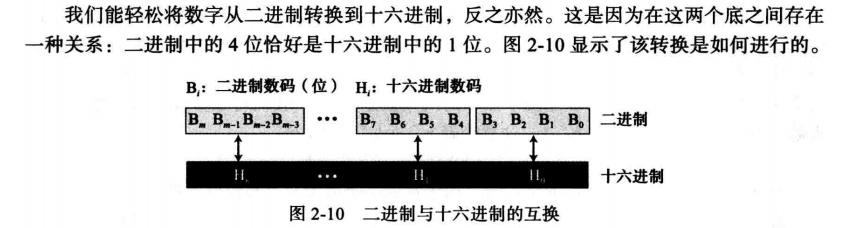 我们能轻松将数字从二进制转换到十六进制，反之亦然。这是因为在这两个底之间存在
一种关系：二进制中的4位恰好是十六进制中的1位。图2-10显示了该转换是如何进行的。
Bᵢ：二进制数码（位） Hᵢ：十六进制数码
Bₘ Bₘ₋₁ Bₘ₋₂ Bₘ₋₃ ··· B₇ B₆ B₅ B₄ B₃ B₂ B₁ B₀ 二进制
H ··· H₁ H₀ 十六进制
图2-10 二进制与十六进制的互换